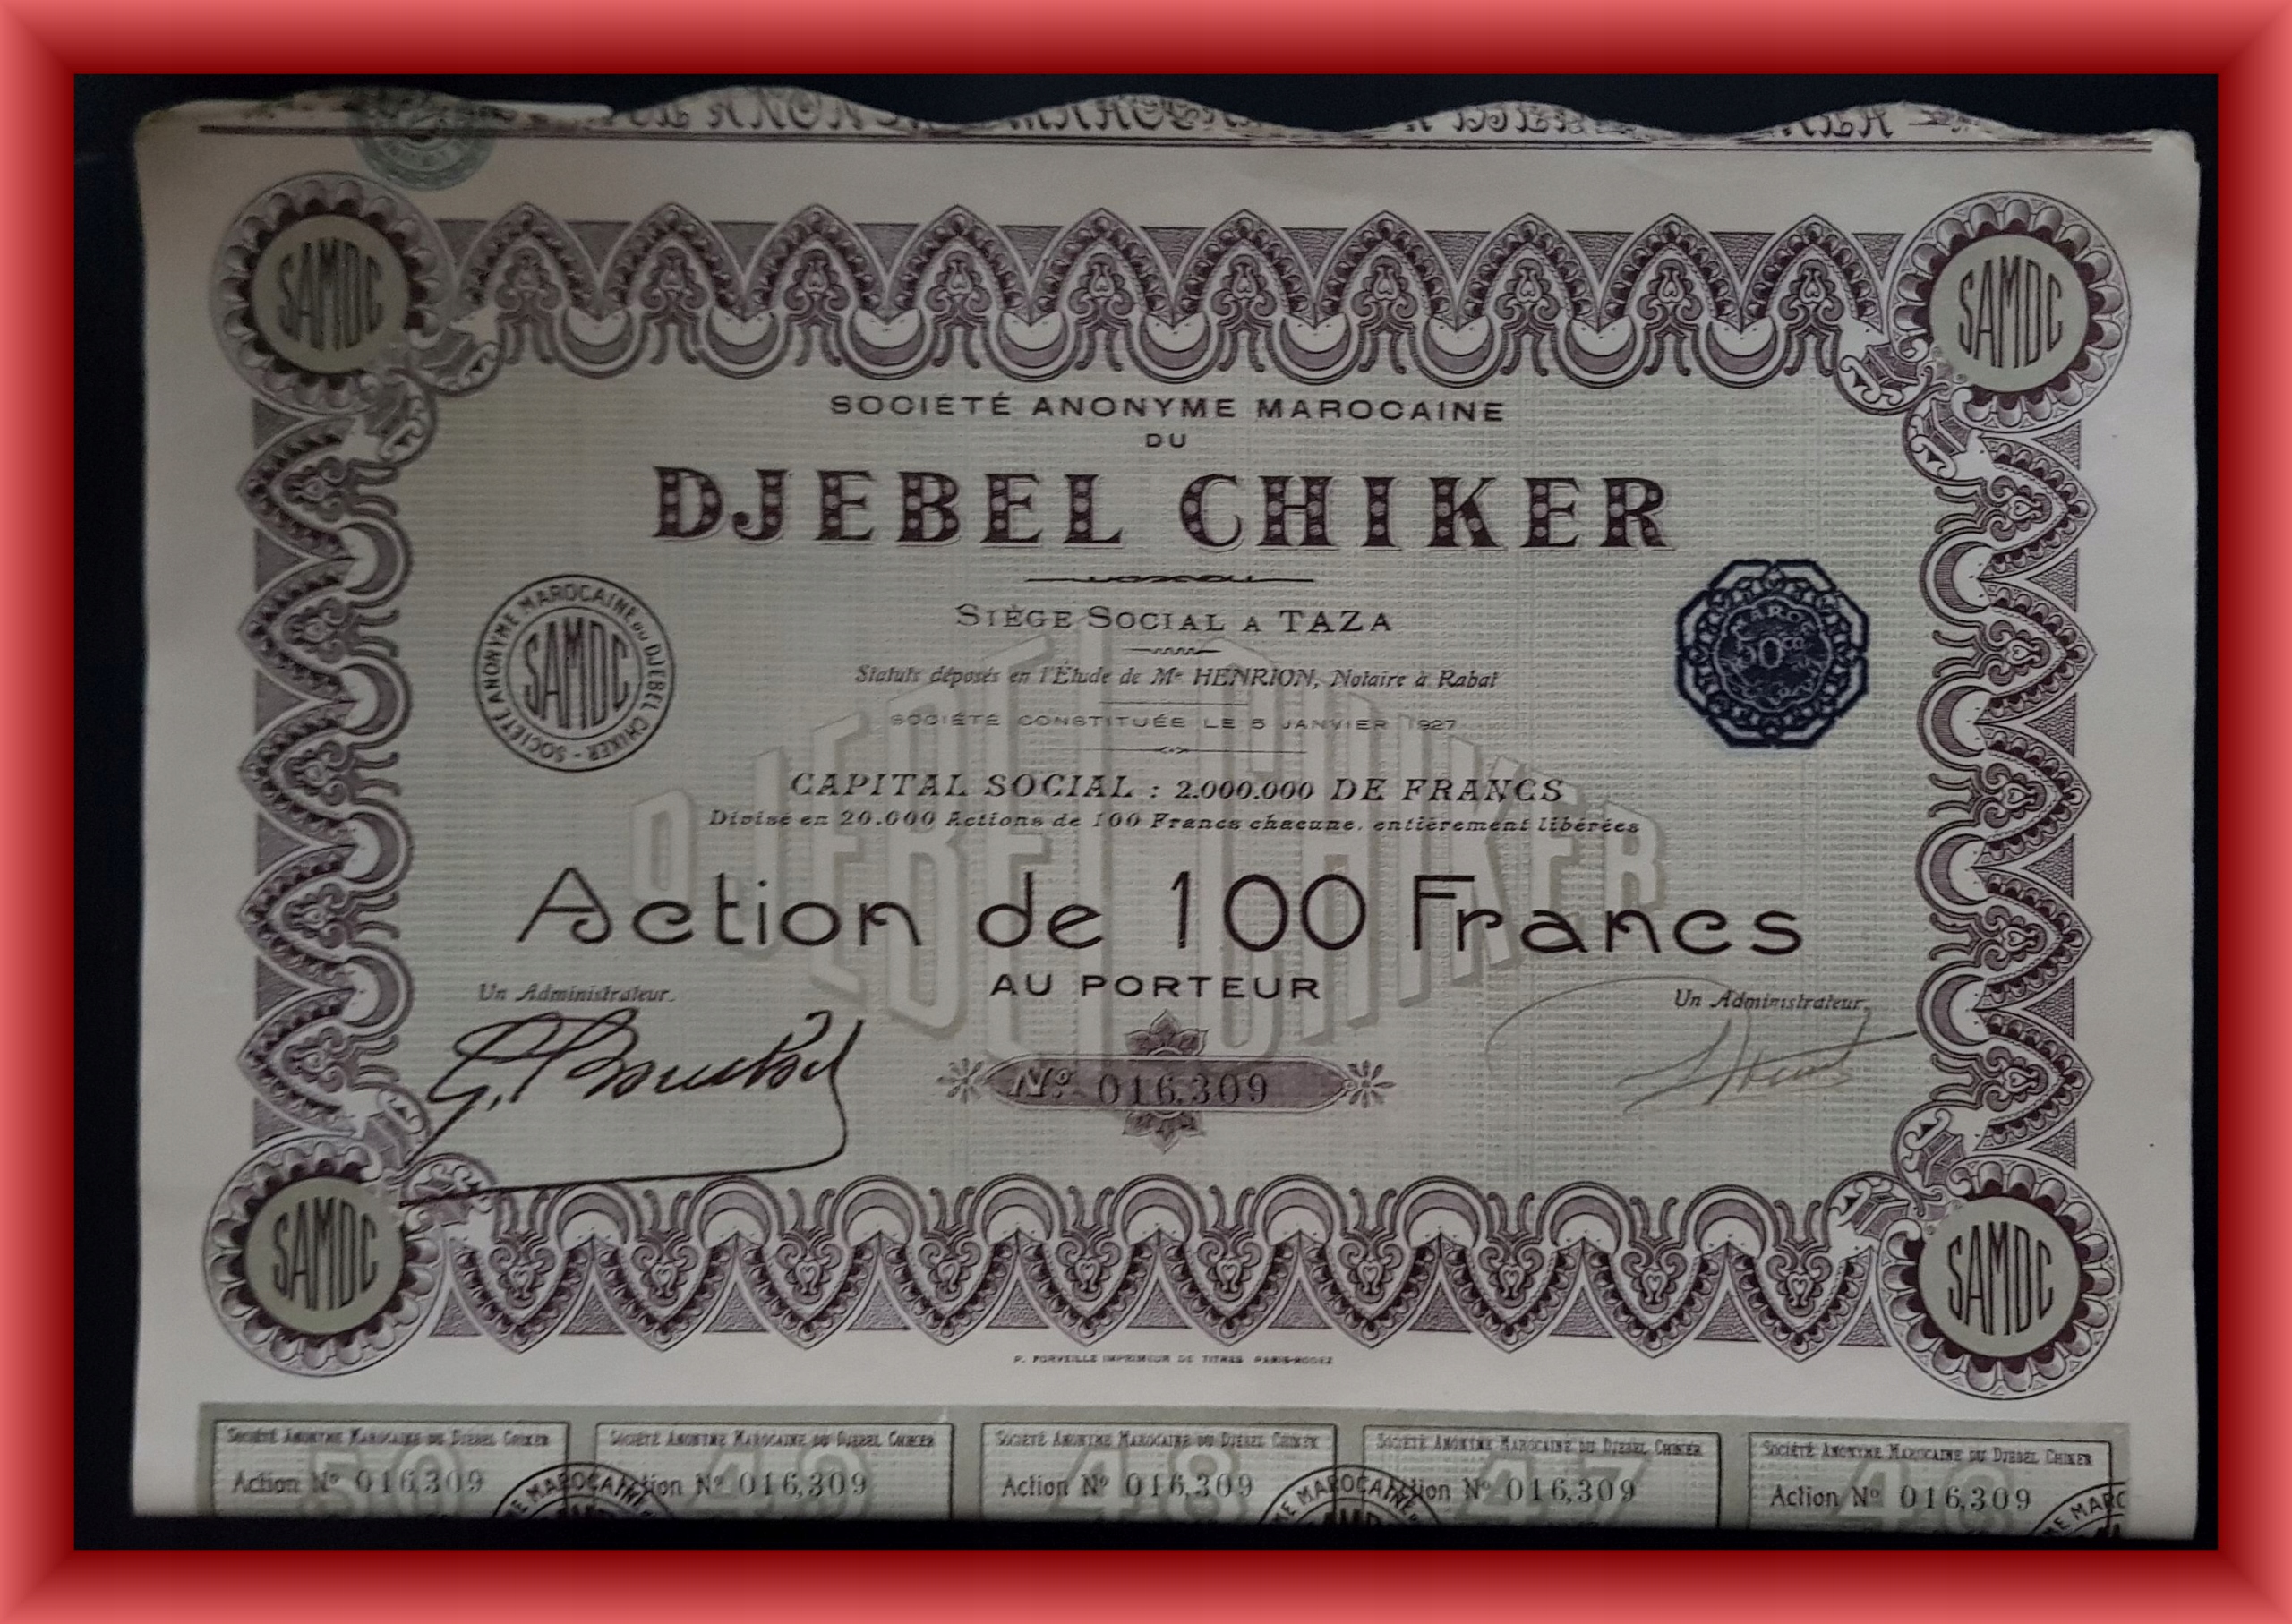 SAMDC
SAMDC
SOCIÉTÉ ANONYME MAROCAINE
DU
DJEBEL CHIKER
SIÈGE SOCIAL A TAZA
Statuts déposés en l'Étude de Me HENRION, Notaire à Rabat
SOCIÉTÉ CONSTITUÉE LE 5 JANVIER 1927
SOCIÉTÉ ANONYME MAROCAINE DU DJEBEL CHIKER -
SAMDC
MAROC
CAPITAL SOCIAL : 2.000.000 DE FRANCS
Divisé en 20.000 Actions de 100 Francs chacune, entièrement libérées
DJEBEL CHIKER
Action de 100 Francs
AU PORTEUR
Un Administrateur.
Un Administrateur.
No. 016,309
SAMDC
SAMDC
P. FORVEILLE IMPRIMEUR DE TITRES PARIS-RODEZ
SOCIÉTÉ ANONYME MAROCAINE DU DJEBEL CHIKER
50
Action No 016,309
SOCIÉTÉ ANONYME MAROCAINE DU DJEBEL CHIKER
49
Action No 016,309
SOCIÉTÉ ANONYME MAROCAINE DU DJEBEL CHIKER
48
Action No 016,309
SOCIÉTÉ ANONYME MAROCAINE DU DJEBEL CHIKER
47
Action No 016,309
SOCIÉTÉ ANONYME MAROCAINE DU DJEBEL CHIKER
46
Action No 016,309